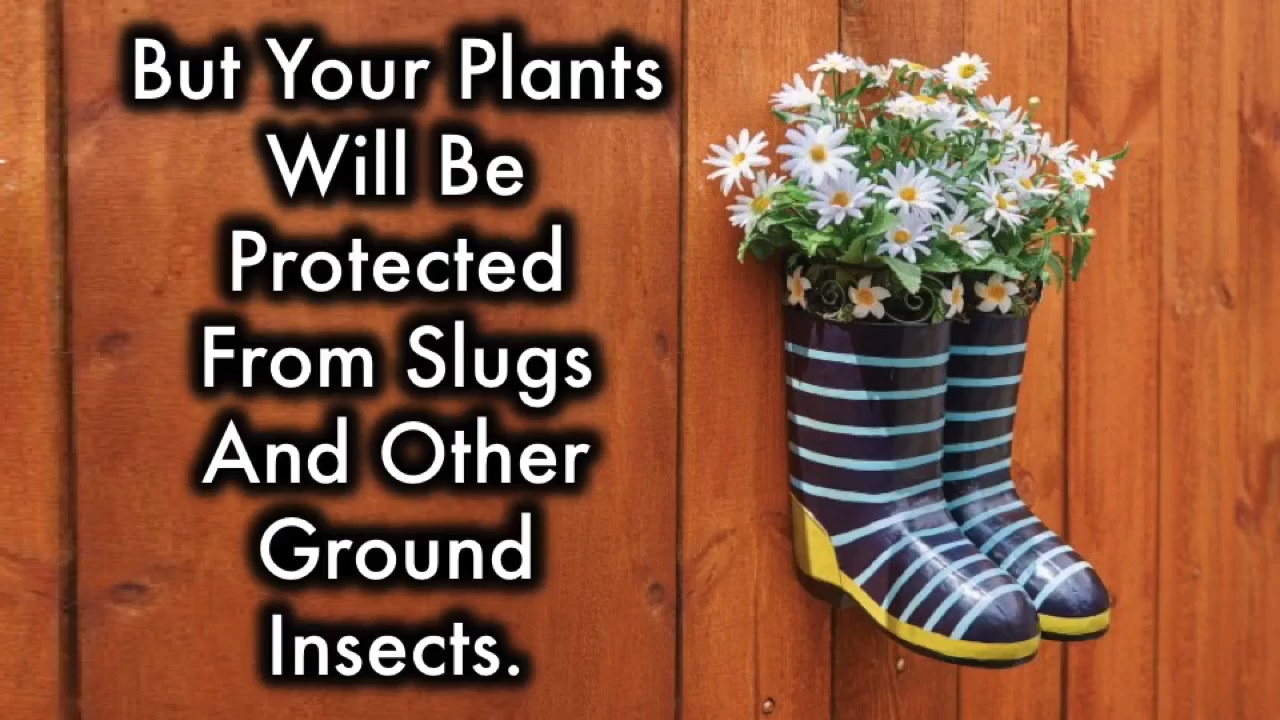 But Your Plants
Will Be
Protected
From Slugs
And Other
Ground
Insects.